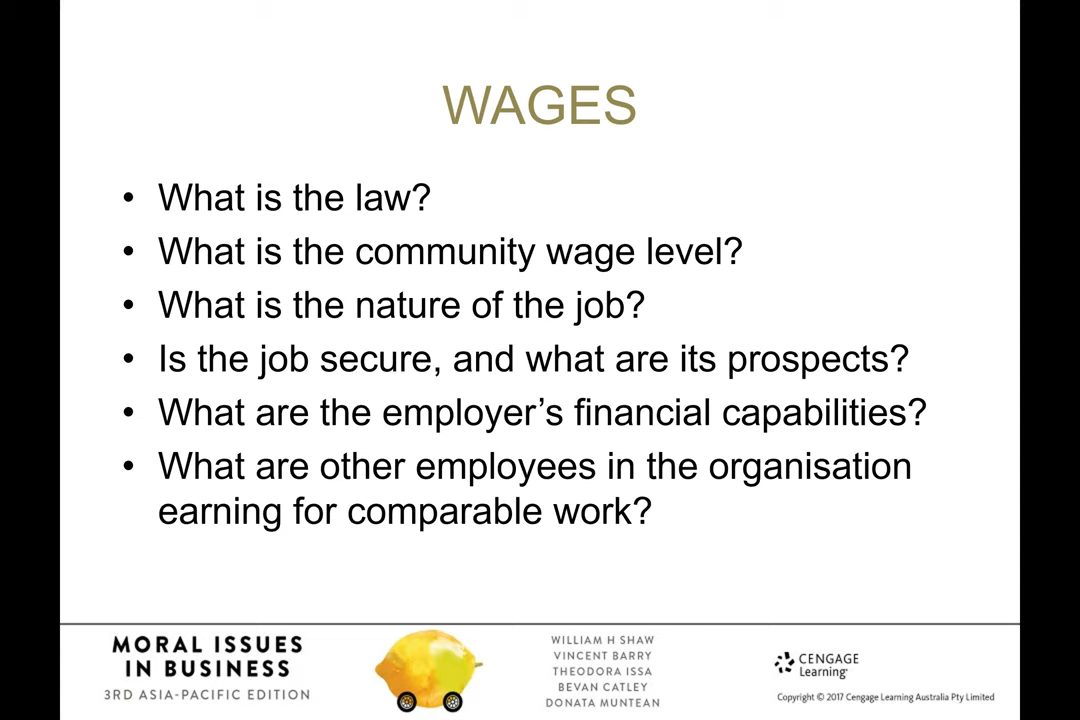 WAGES
• What is the law?
• What is the community wage level?
• What is the nature of the job?
• Is the job secure, and what are its prospects?
• What are the employer’s financial capabilities?
• What are other employees in the organisation
earning for comparable work?
MORAL ISSUES
IN BUSINESS
3RD ASIA-PACIFIC EDITION
WILLIAM H SHAW
VINCENT BARRY
THEODORA ISSA
BEVAN CATLEY
DONATA MUNTEAN
CENGAGE
Learning
Copyright © 2017 Cengage Learning Australia Pty Limited